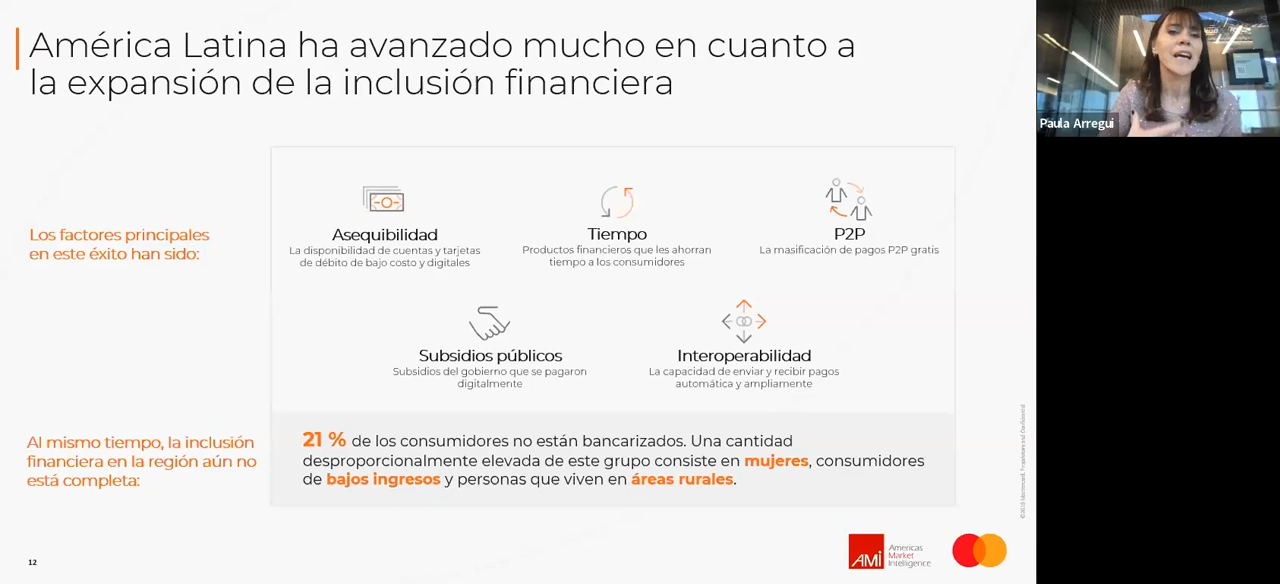 América Latina ha avanzado mucho en cuanto a
la expansión de la inclusión financiera
Paula Arregui
Los factores principales
en este éxito han sido:
Asequibilidad
La disponibilidad de cuentas y tarjetas
de débito de bajo costo y digitales
Tiempo
Productos financieros que les ahorran
tiempo a los consumidores
P2P
La masificación de pagos P2P gratis
Subsidios públicos
Subsidios del gobierno que se pagaron
digitalmente
Interoperabilidad
La capacidad de enviar y recibir pagos
automática y ampliamente
Al mismo tiempo, la inclusión
financiera en la región aún no
está completa:
21 % de los consumidores no están bancarizados. Una cantidad
desproporcionalmente elevada de este grupo consiste en mujeres, consumidores
de bajos ingresos y personas que viven en áreas rurales.
Mastercard. Proprietary and Confidential
12
AMI
Americas
Market
Intelligence